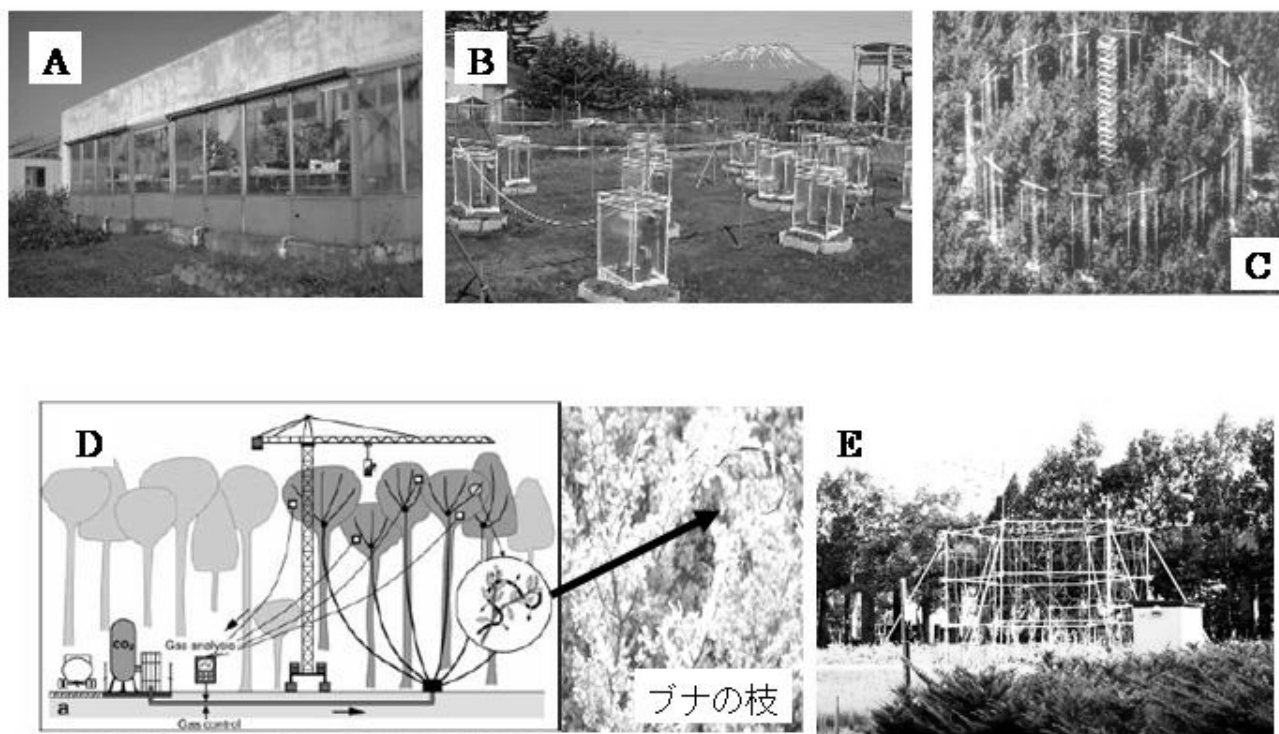 A
B
C
D
CO₂
Gas analysis
a
Gas control
ブナの枝
E